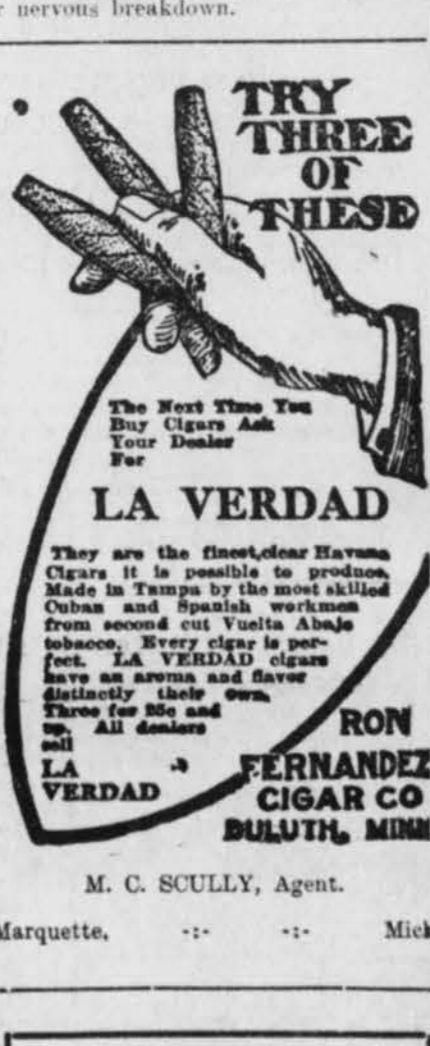 nervous breakdown.
TRY
THREE
OF
THESE
The Next Time You
Buy Cigars Ask
Your Dealer
For
LA VERDAD
They are the finest,clear Havana
Cigars it is possible to produce,
Made in Tampa by the most skilled
Cuban and Spanish workmen
from second cut Vuelta Abajo
tobacco. Every cigar is per-
fect. LA VERDAD cigars
have an aroma and flavor
distinctly their own,
Three for 25c and
up. All dealers
sell
LA
VERDAD
RON
FERNANDEZ
CIGAR CO
DULUTH, MINN
M. C. SCULLY, Agent.
Marquette, -:- -:- Mich